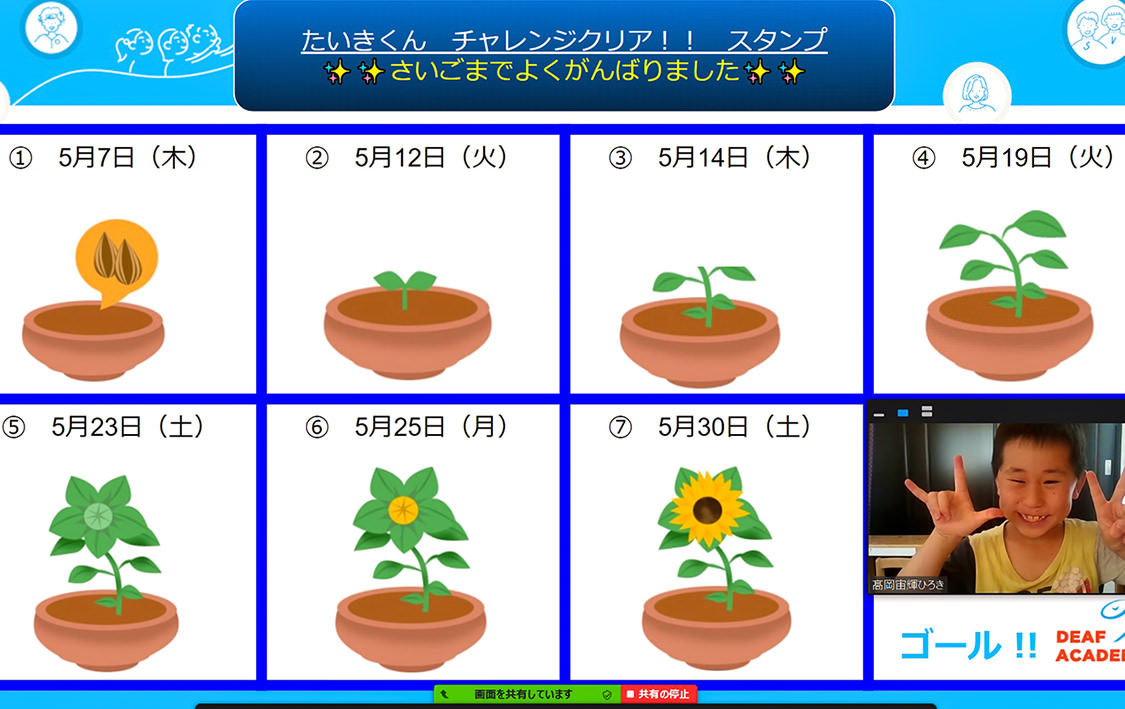 たいきくん　チャレンジクリア！！　スタンプ
✨✨さいごまでよくがんばりました✨✨
①　5月7日（木）
②　5月12日（火）
③　5月14日（木）
④　5月19日（火）
⑤　5月23日（土）
⑥　5月25日（月）
⑦　5月30日（土）
髙岡宙輝ひろき
ゴール !!
DEAF
ACADEM
画面を共有しています
共有の停止
S
V